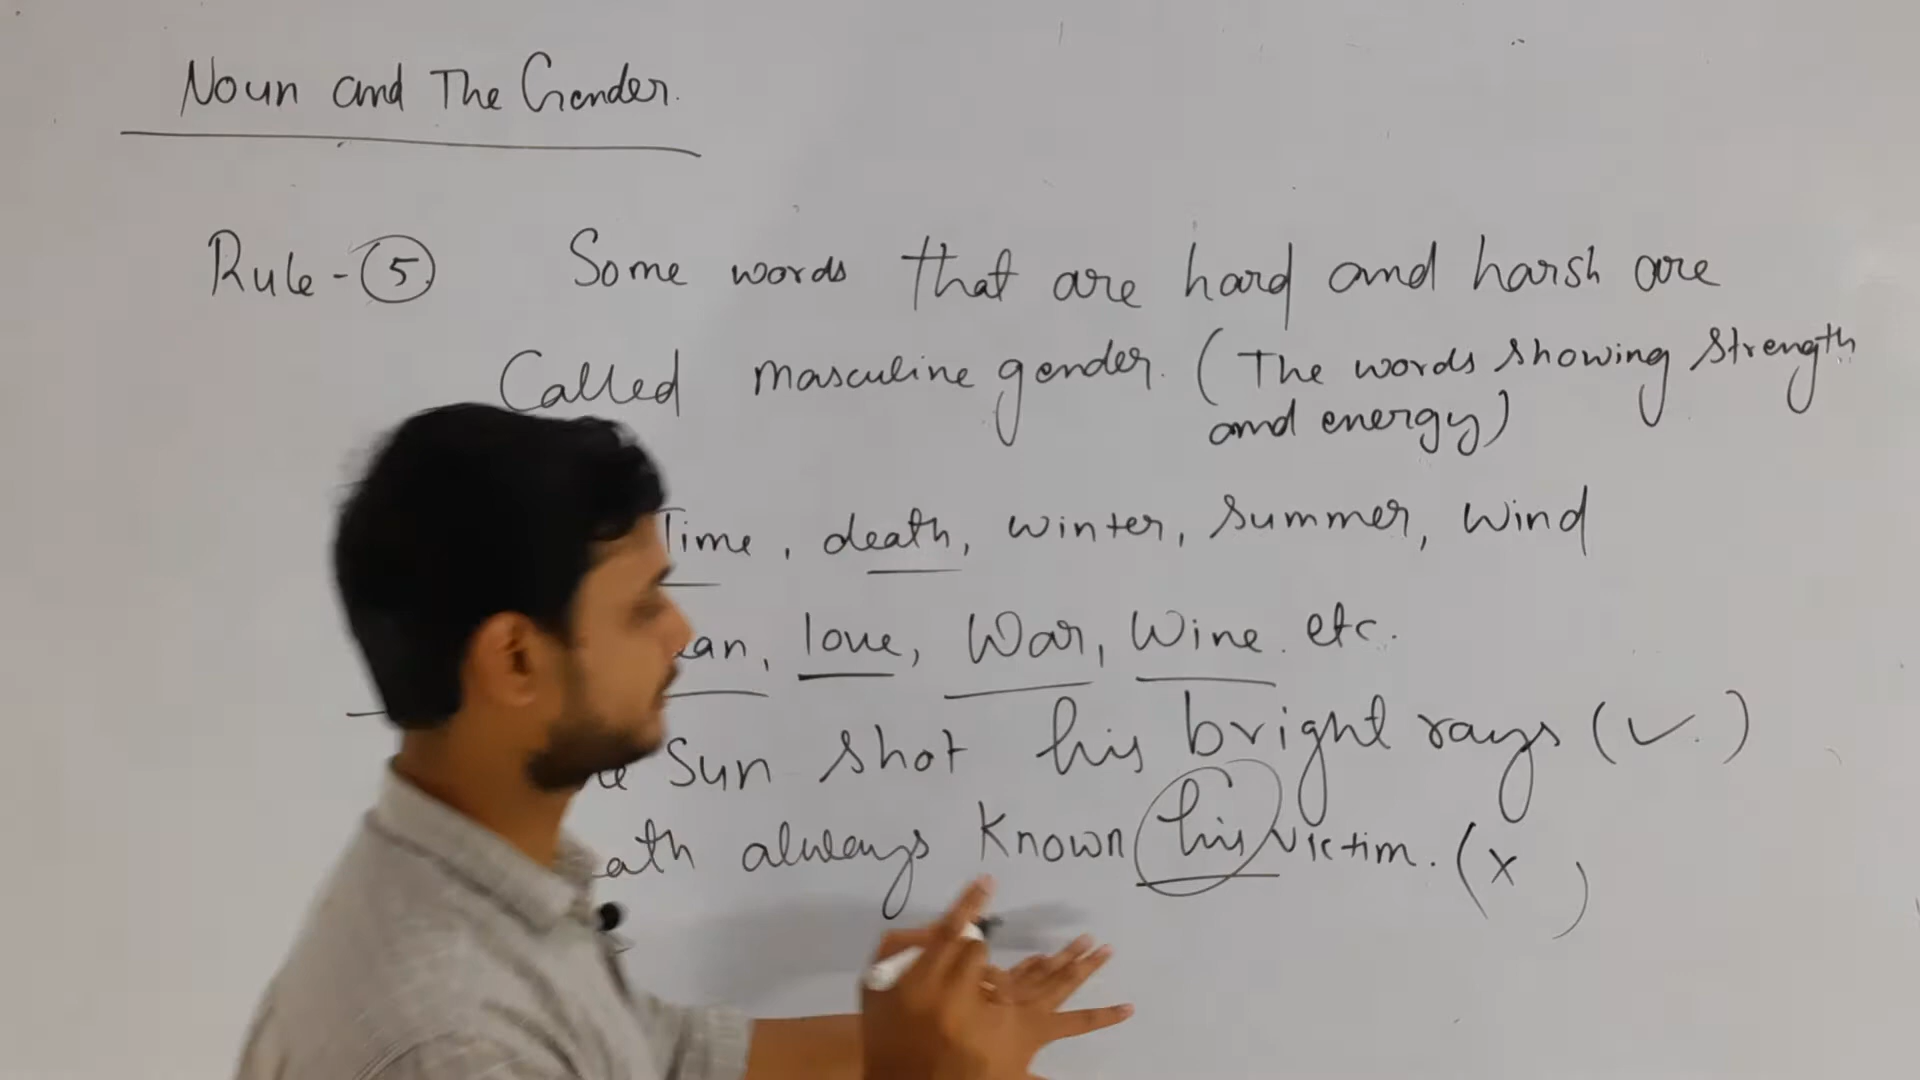 Noun and The Gender.
Rule-⑤ Some words that are hard and harsh are
Called masculine gender. (The words showing strength
and energy)
Time, death, winter, summer, wind
love, War, Wine. etc.
Sun shot his bright rays (✓.)
always known his victim. (x)